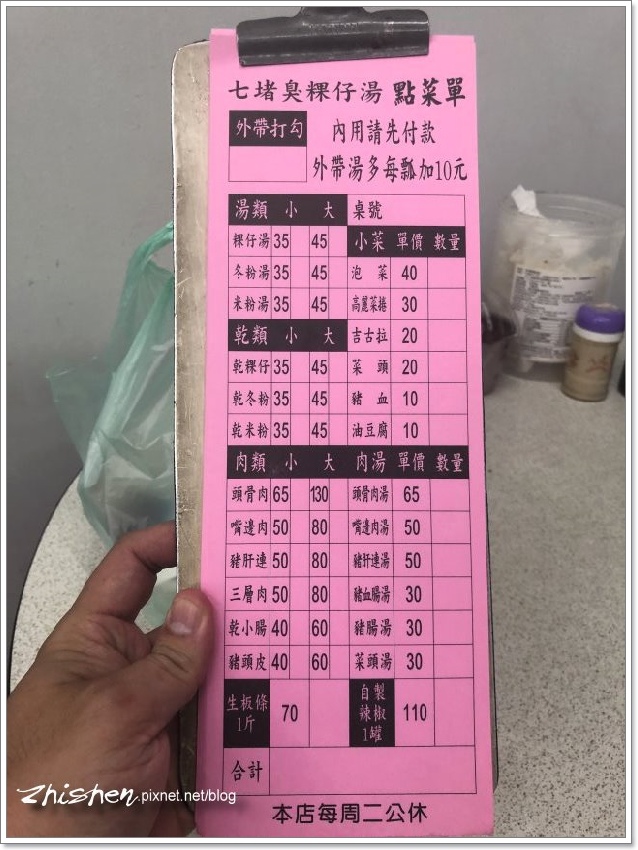 七堵臭粿仔湯 點菜單
外帶打勾 內用請先付款
外帶湯多每瓢加10元
湯類 小 大 桌號
粿仔湯 35 45 小菜 單價 數量
冬粉湯 35 45 泡菜 40
米粉湯 35 45 高麗菜捲 30
乾類 小 大 吉古拉 20
乾粿仔 35 45 菜頭 20
乾冬粉 35 45 豬血 10
乾米粉 35 45 油豆腐 10
肉類 小 大 肉湯 單價 數量
頭骨肉 65 130 頭骨肉湯 65
嘴邊肉 50 80 嘴邊肉湯 50
豬肝連 50 80 豬肝連湯 50
三層肉 50 80 豬血腸湯 30
乾小腸 40 60 豬腸湯 30
豬頭皮 40 60 菜頭湯 30
生板條 1斤 70 自製辣椒 1罐 110
合計
本店每周二公休
Zhishen.pixnet.net/blog